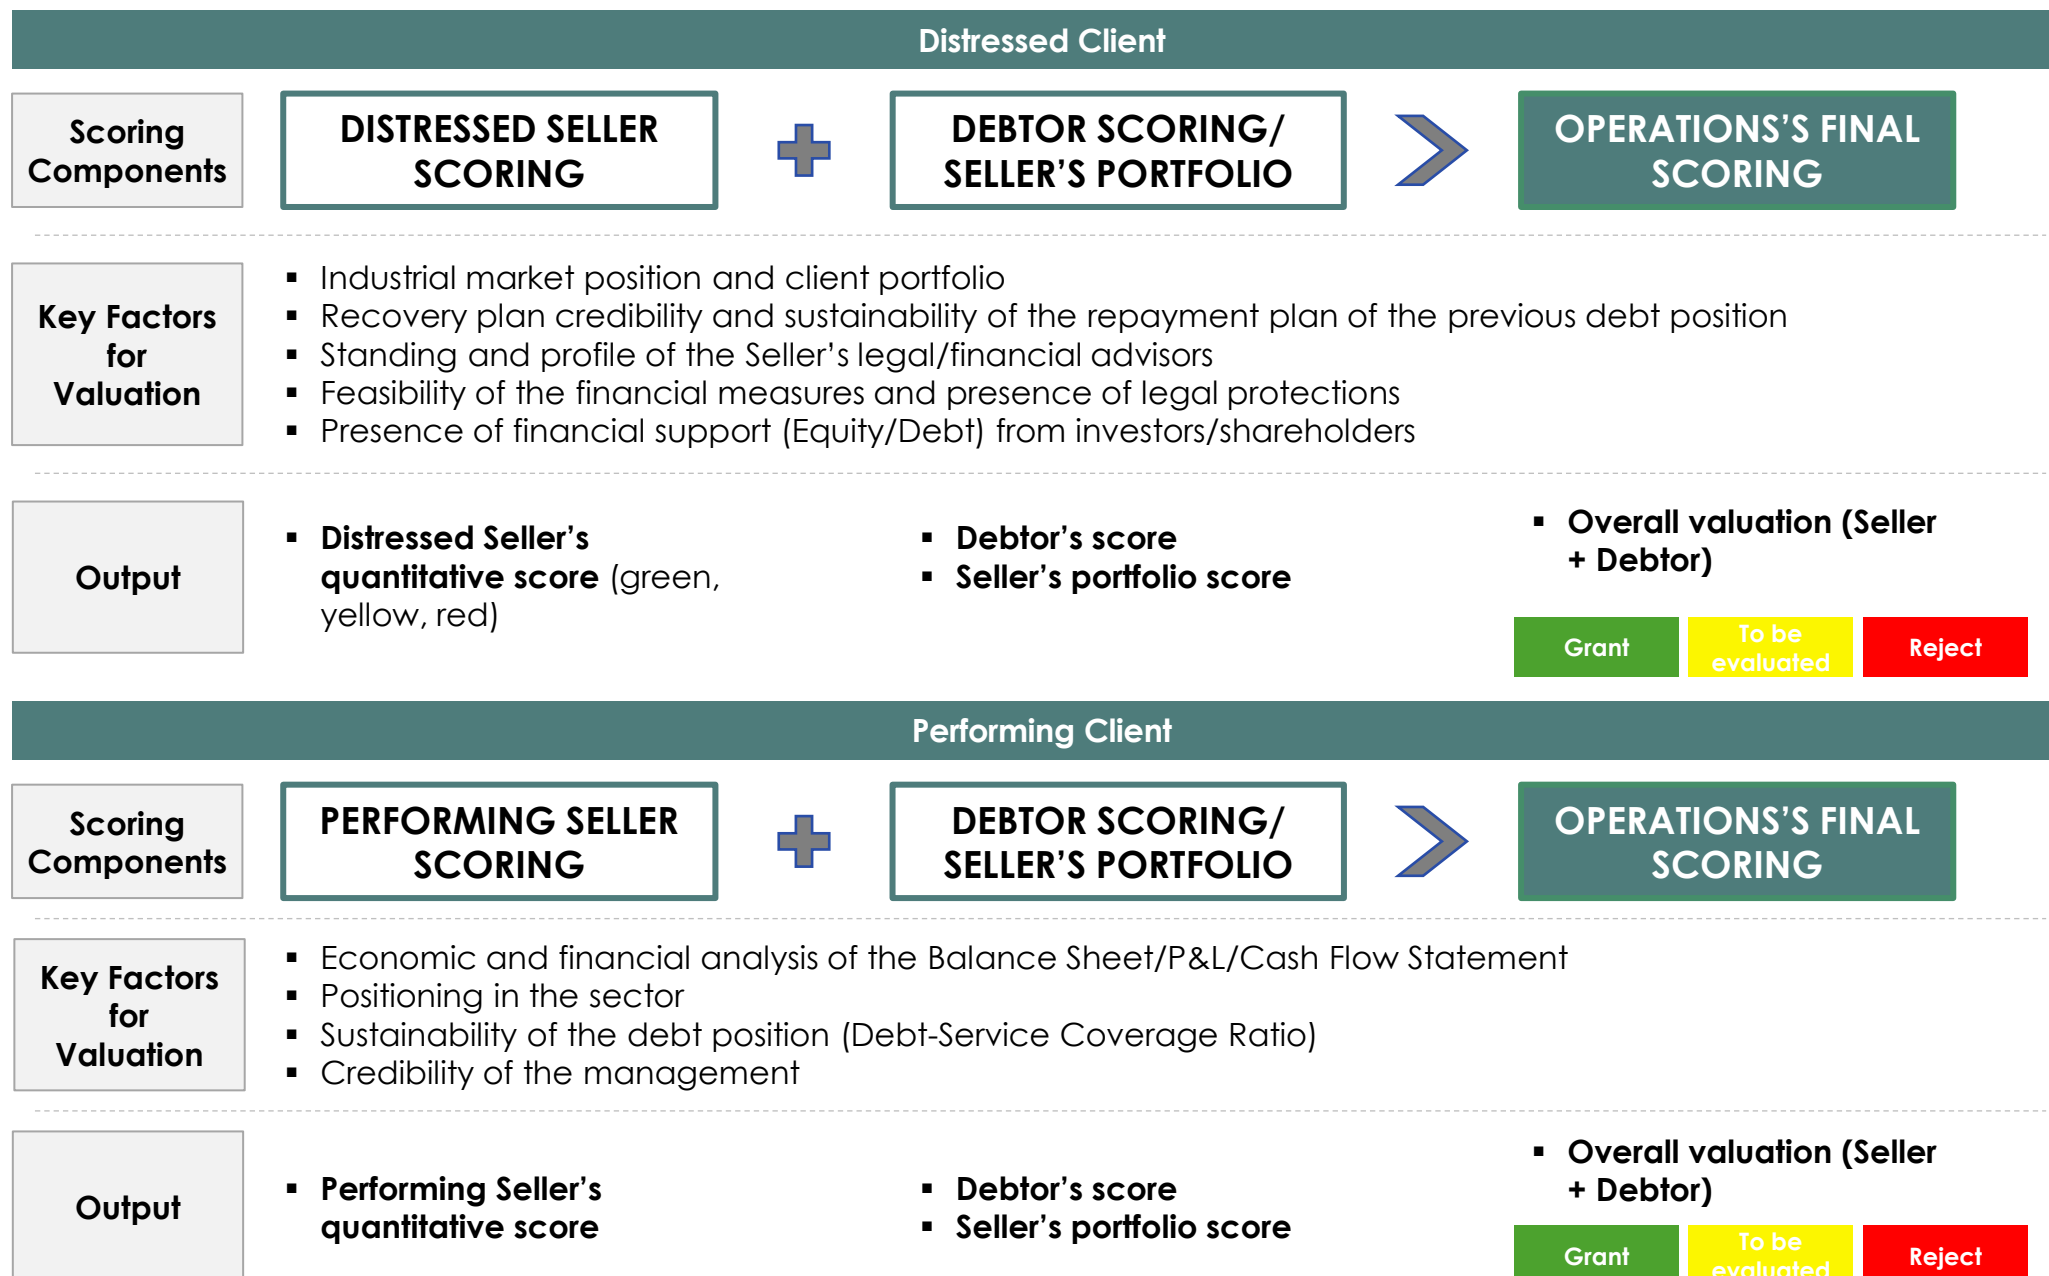 Distressed Client
Scoring
Components
DISTRESSED SELLER
SCORING
DEBTOR SCORING/
SELLER’S PORTFOLIO
OPERATIONS’S FINAL
SCORING
Key Factors
for
Valuation
▪ Industrial market position and client portfolio
▪ Recovery plan credibility and sustainability of the repayment plan of the previous debt position
▪ Standing and profile of the Seller’s legal/financial advisors
▪ Feasibility of the financial measures and presence of legal protections
▪ Presence of financial support (Equity/Debt) from investors/shareholders
Output
▪ Distressed Seller’s
quantitative score (green,
yellow, red)
▪ Debtor’s score
▪ Seller’s portfolio score
▪ Overall valuation (Seller
+ Debtor)
Grant
To be
evaluated
Reject
Performing Client
Scoring
Components
PERFORMING SELLER
SCORING
DEBTOR SCORING/
SELLER’S PORTFOLIO
OPERATIONS’S FINAL
SCORING
Key Factors
for
Valuation
▪ Economic and financial analysis of the Balance Sheet/P&L/Cash Flow Statement
▪ Positioning in the sector
▪ Sustainability of the debt position (Debt-Service Coverage Ratio)
▪ Credibility of the management
Output
▪ Performing Seller’s
quantitative score
▪ Debtor’s score
▪ Seller’s portfolio score
▪ Overall valuation (Seller
+ Debtor)
Grant
To be
evaluated
Reject